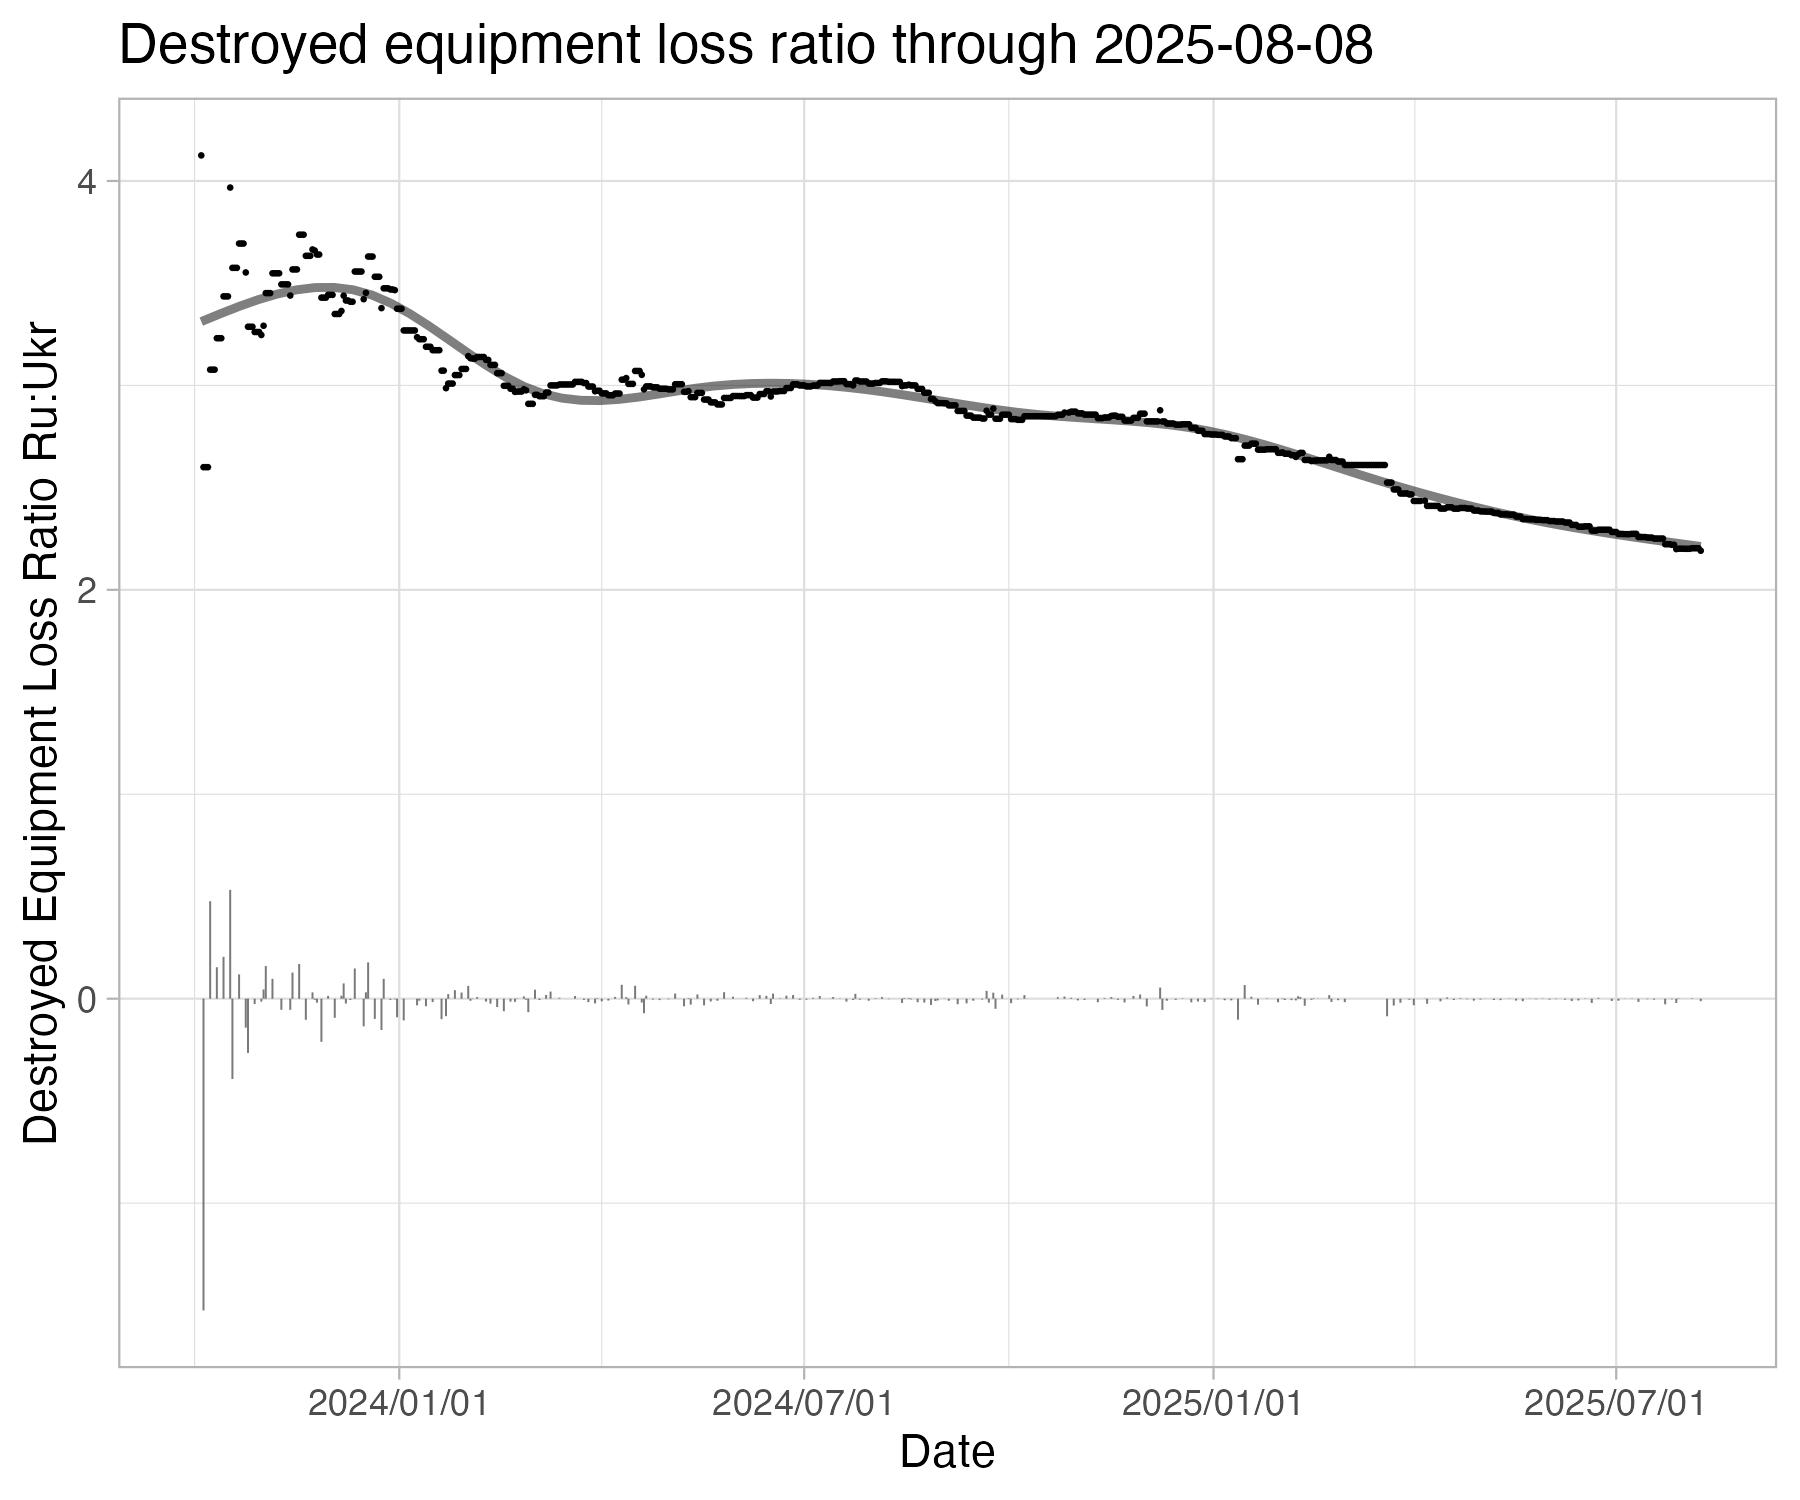 Destroyed equipment loss ratio through 2025-08-08
Destroyed Equipment Loss Ratio Ru:Ukr
4
2
0
2024/01/01
2024/07/01
2025/01/01
2025/07/01
Date